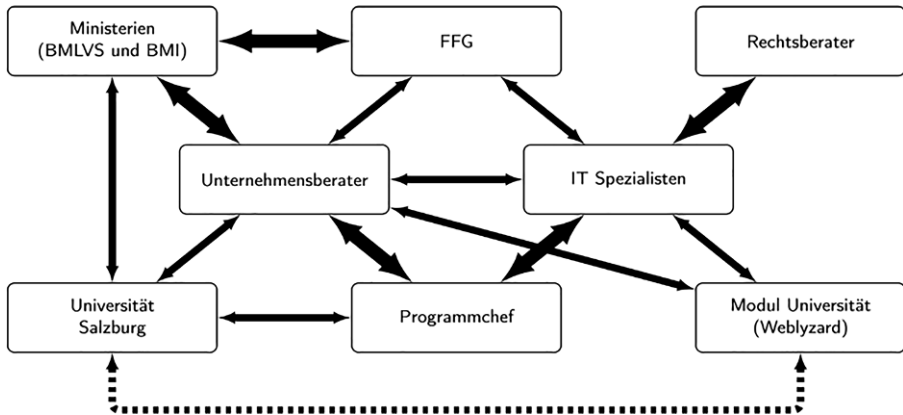 Ministerien
(BMLVS und BMI)
FFG
Rechtsberater
Unternehmensberater
IT Spezialisten
Universität
Salzburg
Programmchef
Modul Universität
(Weblyzard)